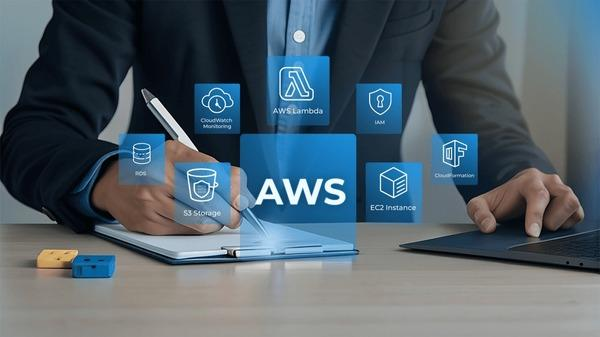 AWS Lambda
CloudWatch
Monitoring
IAM
RDS
CloudFormation
S3 Storage
AWS
EC2 Instance